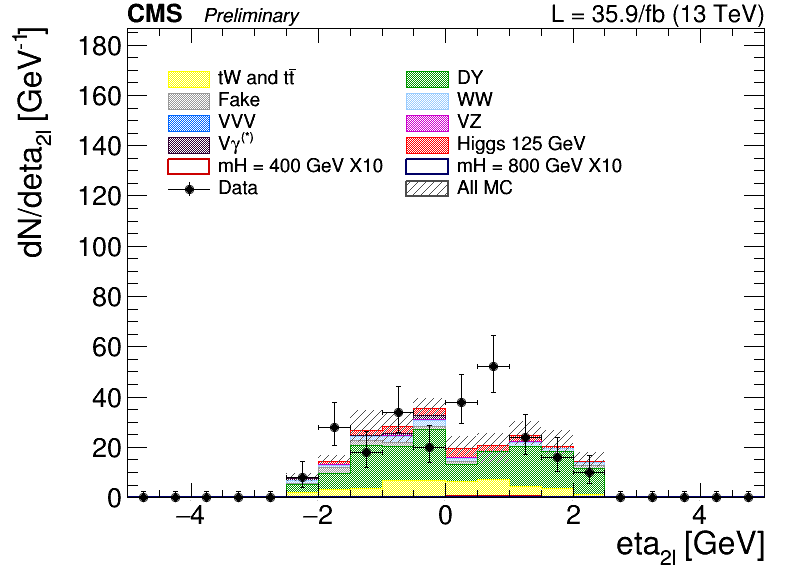 CMS Preliminary L = 35.9/fb (13 TeV)
dN/deta2l [GeV-1]
180
160
140
120
100
80
60
40
20
0
tW and tt̄ DY
Fake WW
VVV VZ
Vγ(*) Higgs 125 GeV
mH = 400 GeV X10 mH = 800 GeV X10
Data All MC
−4 −2 0 2 4
eta2l [GeV]